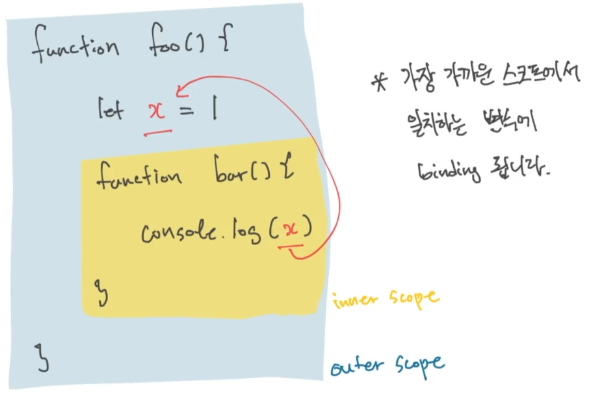 function foo() {
let x = 1
function bar() {
console.log(x)
}
inner scope
}
outer scope
* 가장 가까운 스코프에서
일치하는 변수에
binding 됩니다.